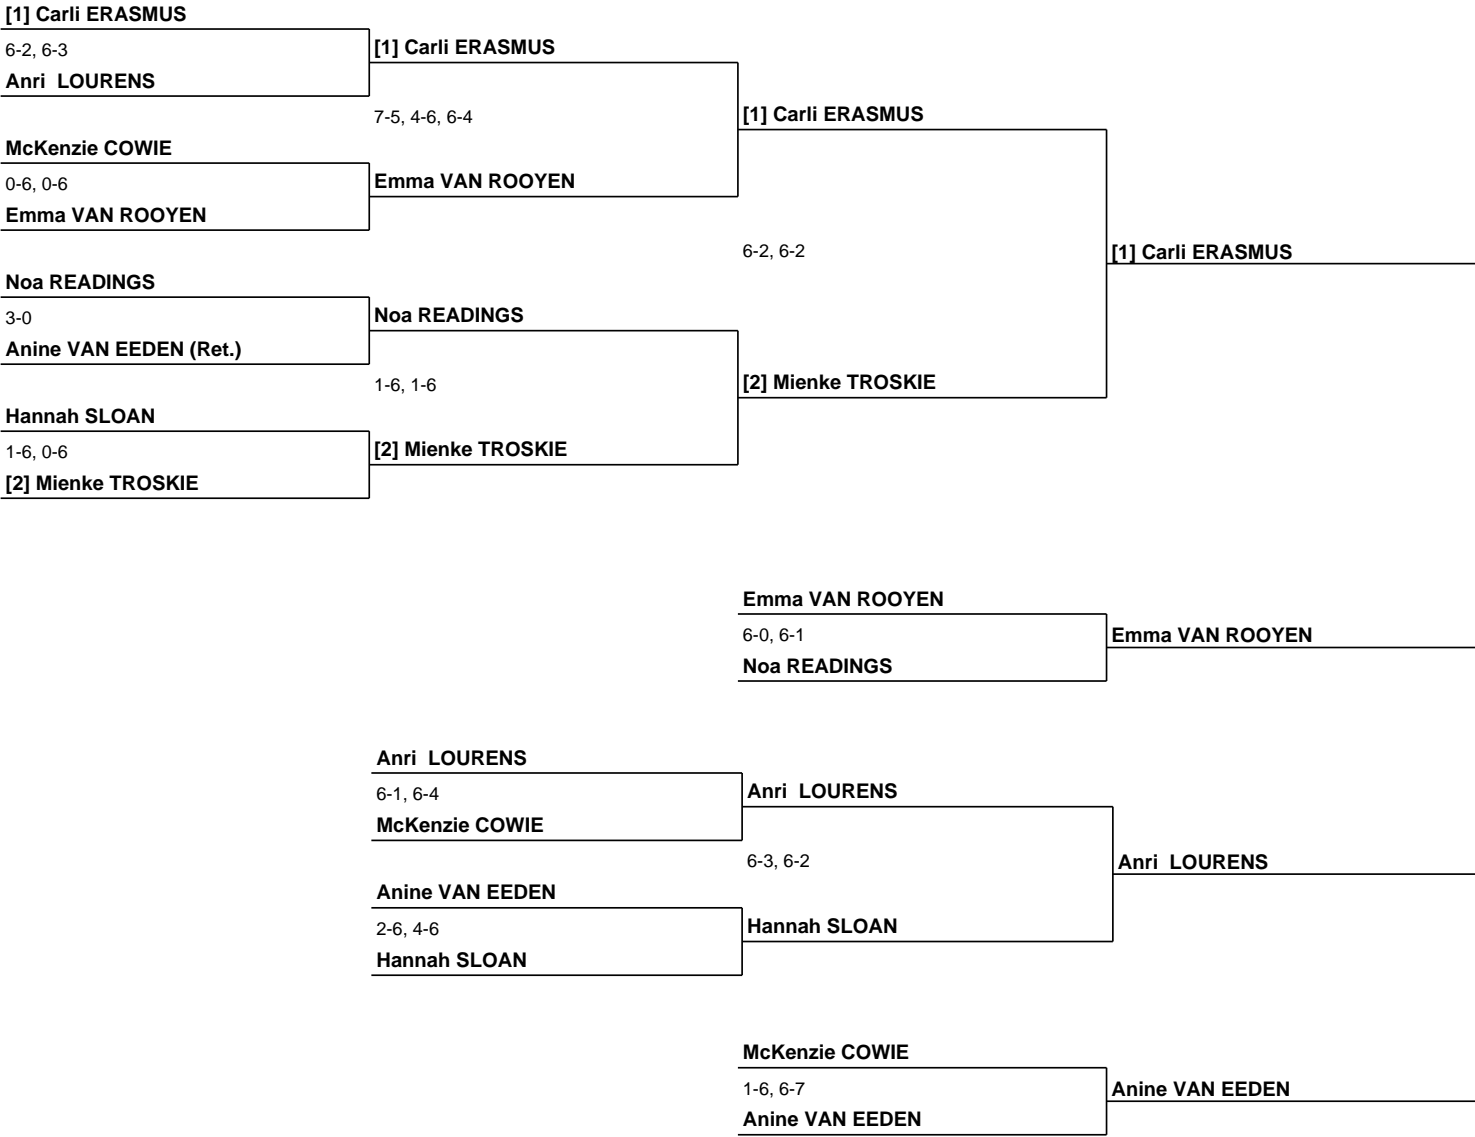 [1] Carli ERASMUS
6-2, 6-3
[1] Carli ERASMUS
Anri  LOURENS
7-5, 4-6, 6-4
[1] Carli ERASMUS
McKenzie COWIE
0-6, 0-6
Emma VAN ROOYEN
Emma VAN ROOYEN
6-2, 6-2
[1] Carli ERASMUS
Noa READINGS
3-0
Noa READINGS
Anine VAN EEDEN (Ret.)
1-6, 1-6
[2] Mienke TROSKIE
Hannah SLOAN
1-6, 0-6
[2] Mienke TROSKIE
[2] Mienke TROSKIE
Emma VAN ROOYEN
6-0, 6-1
Emma VAN ROOYEN
Noa READINGS
Anri  LOURENS
6-1, 6-4
Anri  LOURENS
McKenzie COWIE
6-3, 6-2
Anri  LOURENS
Anine VAN EEDEN
2-6, 4-6
Hannah SLOAN
Hannah SLOAN
McKenzie COWIE
1-6, 6-7
Anine VAN EEDEN
Anine VAN EEDEN